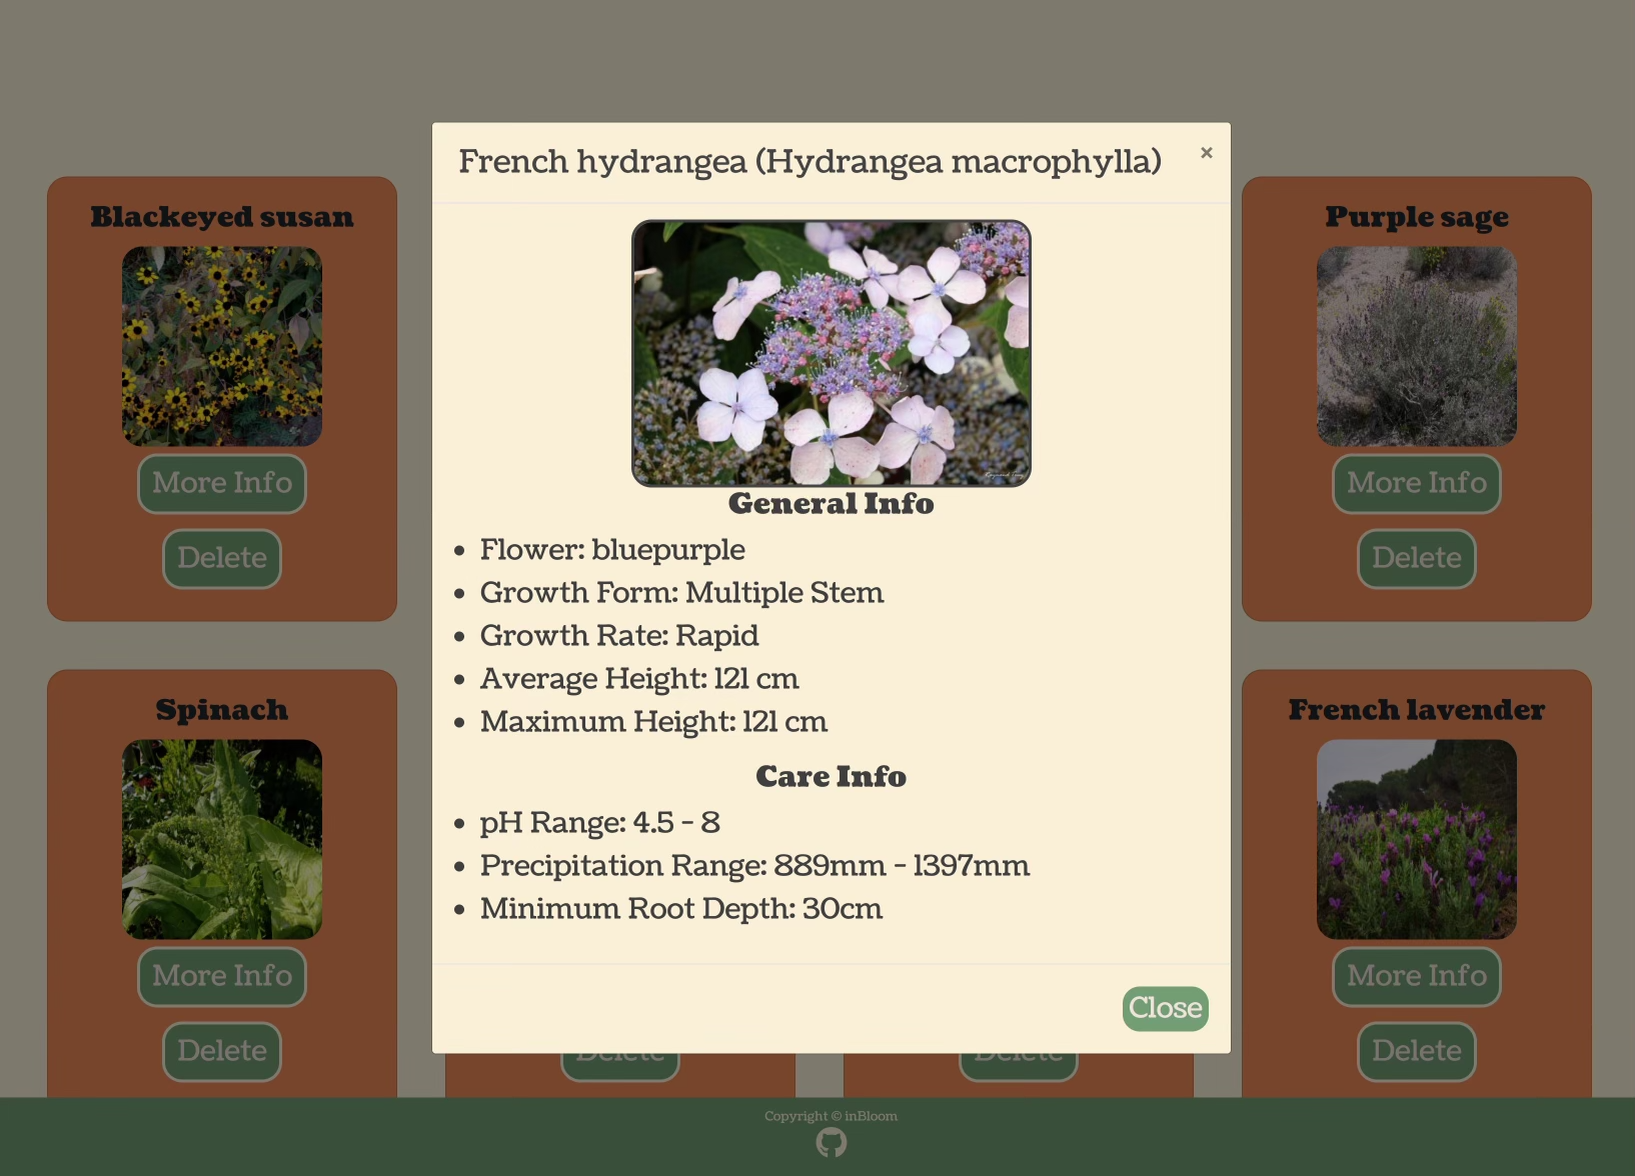 French hydrangea (Hydrangea macrophylla)
×
Blackeyed susan
More Info
Delete
Purple sage
More Info
Delete
General Info
• Flower: bluepurple
• Growth Form: Multiple Stem
• Growth Rate: Rapid
• Average Height: 121 cm
• Maximum Height: 121 cm
Care Info
• pH Range: 4.5 - 8
• Precipitation Range: 889mm - 1397mm
• Minimum Root Depth: 30cm
Close
Spinach
More Info
Delete
Delete
Delete
French lavender
More Info
Delete
Copyright © inBloom